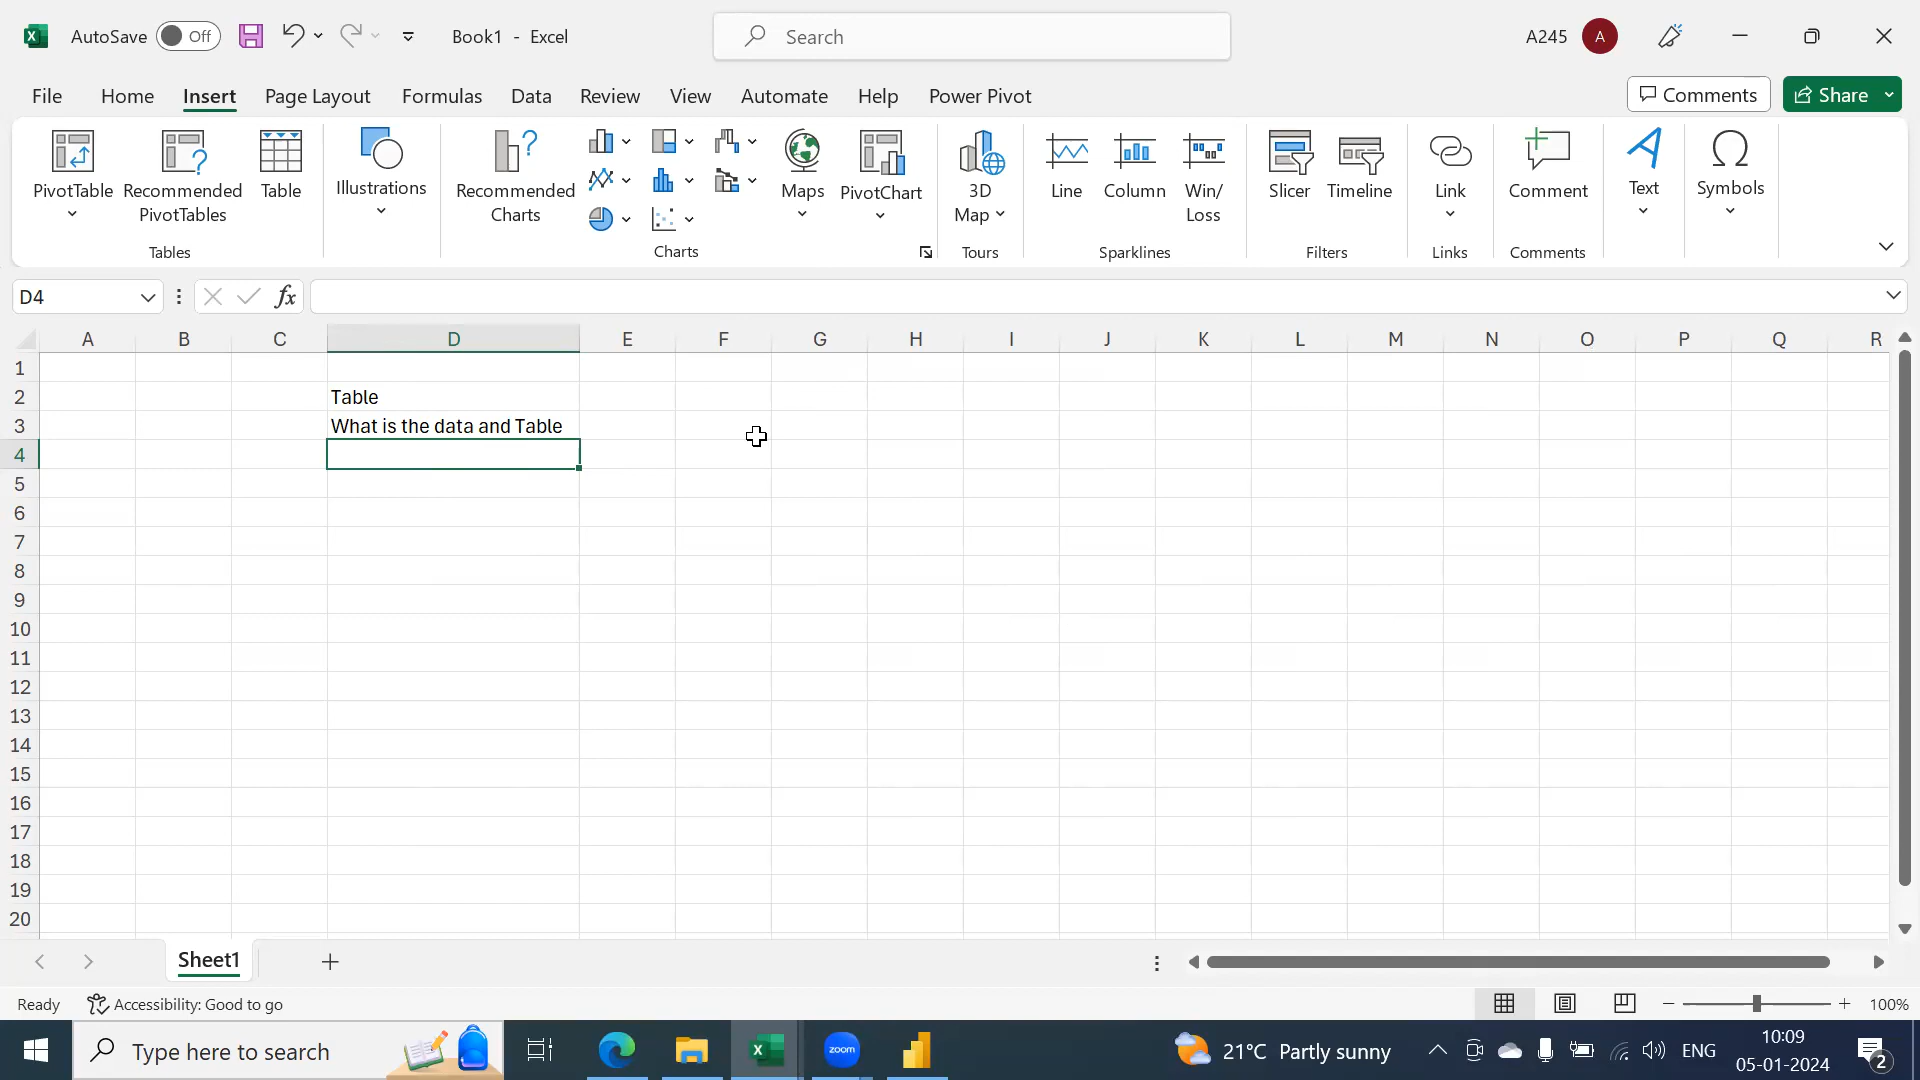 AutoSave Off Book1 - Excel Search A245 A
File Home Insert Page Layout Formulas Data Review View Automate Help Power Pivot Comments Share
PivotTable
Recommended PivotTables
Table
Tables
Illustrations
Recommended Charts
Maps
PivotChart
Charts
3D Map
Tours
Line
Column
Win/ Loss
Sparklines
Slicer
Timeline
Filters
Link
Links
Comment
Comments
Text
Symbols
D4 fx
A B C D E F G H I J K L M N O P Q R
1
2 Table
3 What is the data and Table
4
5
6
7
8
9
10
11
12
13
14
15
16
17
18
19
20
Sheet1
Ready Accessibility: Good to go 100%
Type here to search zoom 21°C Partly sunny ENG 10:09
05-01-2024 2